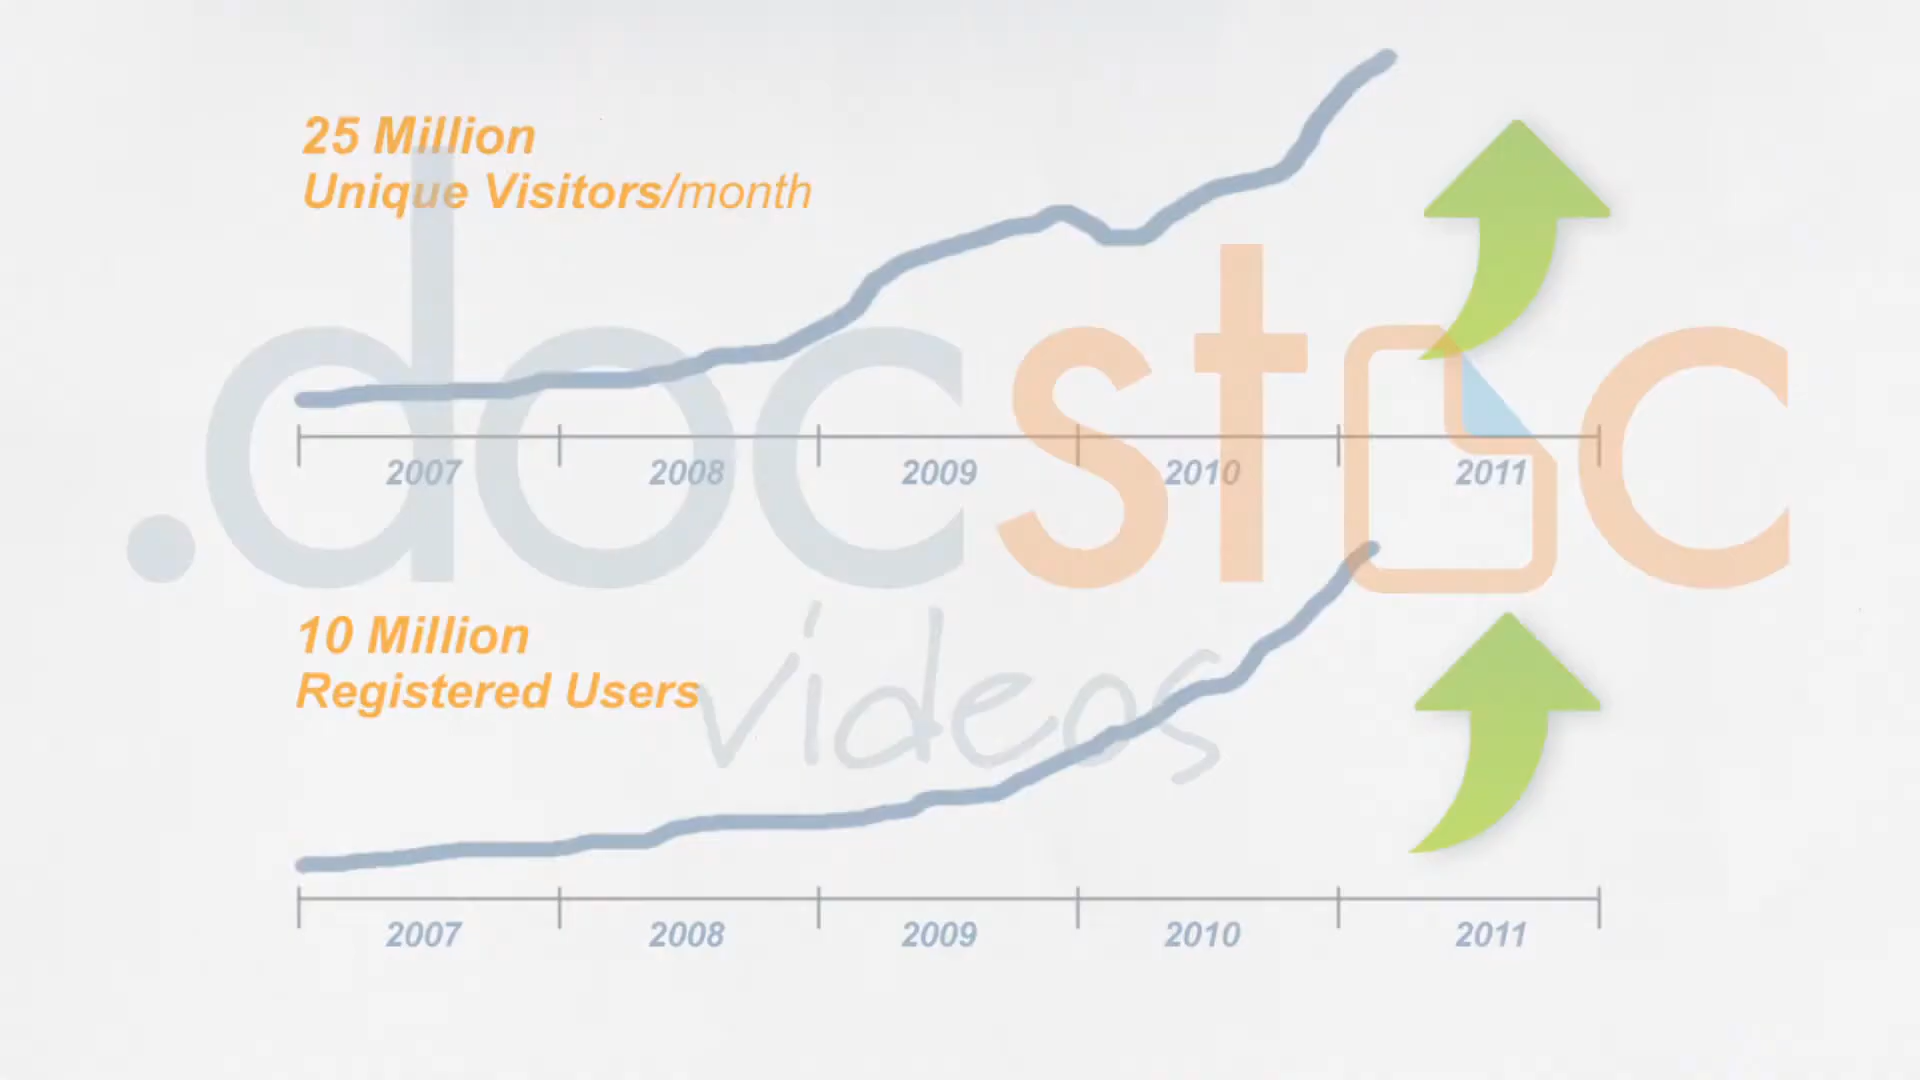 25 Million
Unique Visitors/month
2007 2008 2009 2010 2011
.docstoc
videos
10 Million
Registered Users
2007 2008 2009 2010 2011